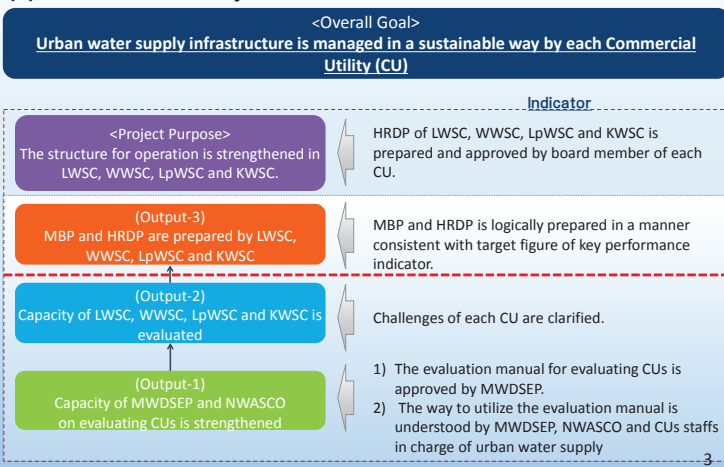 <Overall Goal>
Urban water supply infrastructure is managed in a sustainable way by each Commercial
Utility (CU)
Indicator
<Project Purpose>
The structure for operation is strengthened in
LWSC, WWSC, LpWSC and KWSC.
HRDP of LWSC, WWSC, LpWSC and KWSC is
prepared and approved by board member of each
CU.
(Output-3)
MBP and HRDP are prepared by LWSC,
WWSC, LpWSC and KWSC
MBP and HRDP is logically prepared in a manner
consistent with target figure of key performance
indicator.
(Output-2)
Capacity of LWSC, WWSC, LpWSC and KWSC is
evaluated
Challenges of each CU are clarified.
(Output-1)
Capacity of MWDSEP and NWASCO
on evaluating CUs is strengthened
1) The evaluation manual for evaluating CUs is
approved by MWDSEP.
2) The way to utilize the evaluation manual is
understood by MWDSEP, NWASCO and CUs staffs
in charge of urban water supply
3